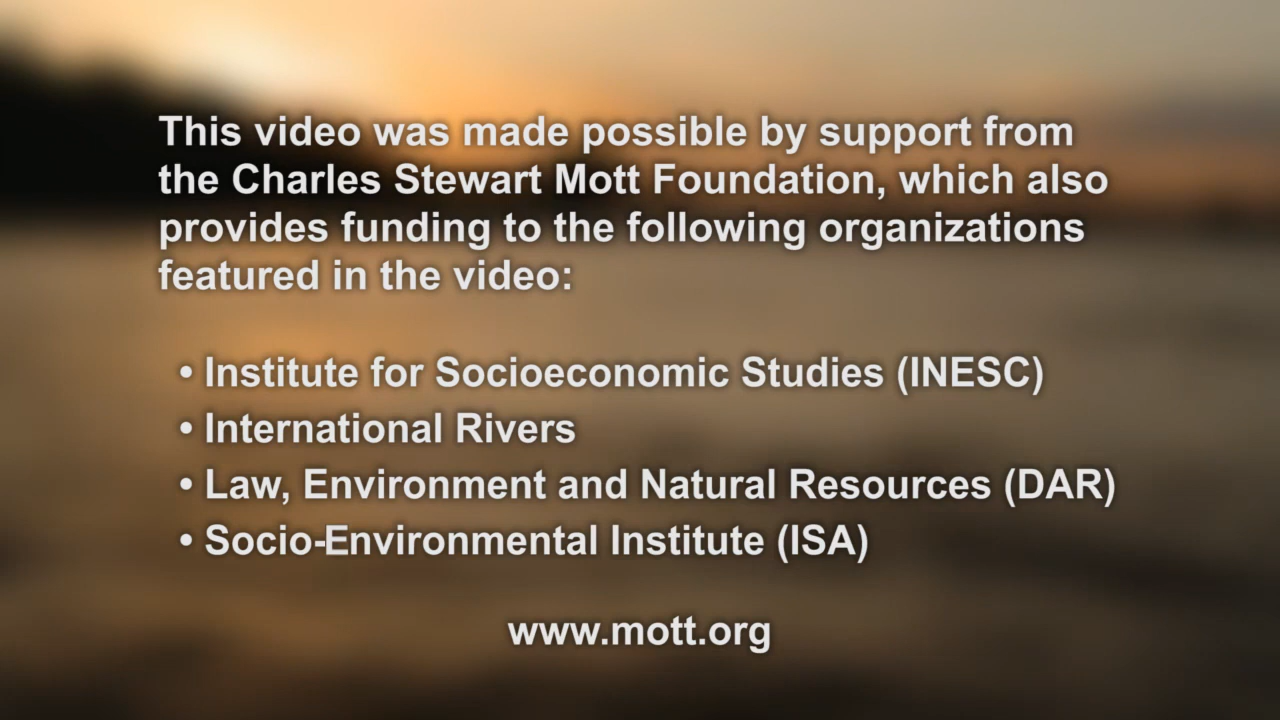 This video was made possible by support from
the Charles Stewart Mott Foundation, which also
provides funding to the following organizations
featured in the video:
• Institute for Socioeconomic Studies (INESC)
• International Rivers
• Law, Environment and Natural Resources (DAR)
• Socio-Environmental Institute (ISA)
www.mott.org